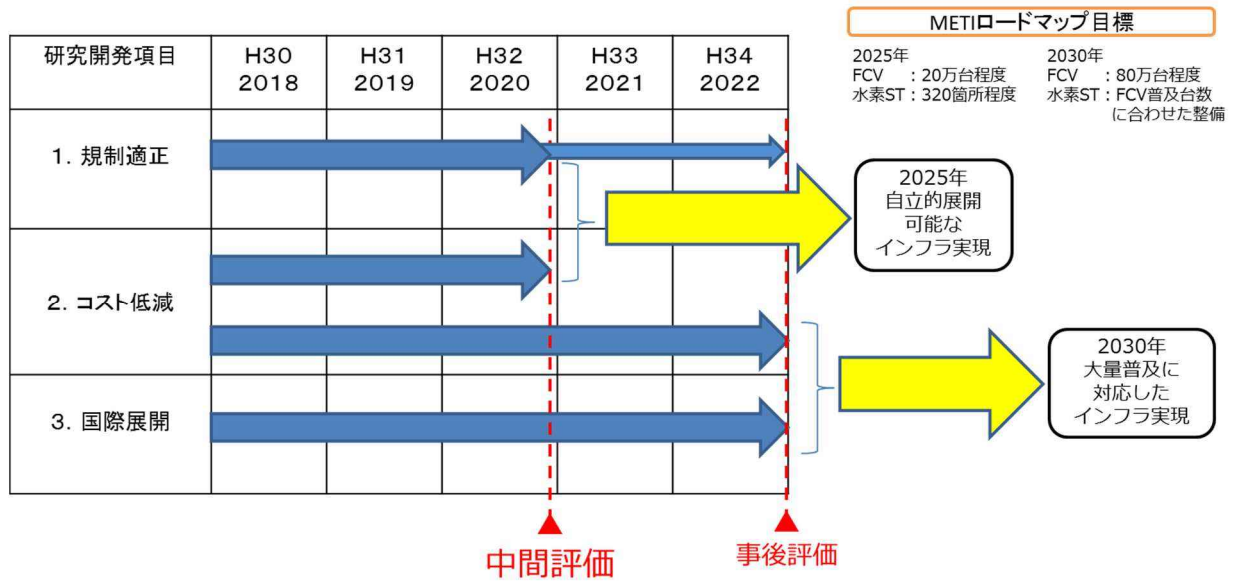 METIロードマップ目標
2025年
FCV ：20万台程度
水素ST：320箇所程度
2030年
FCV ：80万台程度
水素ST：FCV普及台数
に合わせた整備
研究開発項目
H30
2018
H31
2019
H32
2020
H33
2021
H34
2022
1．規制適正
2．コスト低減
3．国際展開
2025年
自立的展開
可能な
インフラ実現
2030年
大量普及に
対応した
インフラ実現
中間評価
事後評価